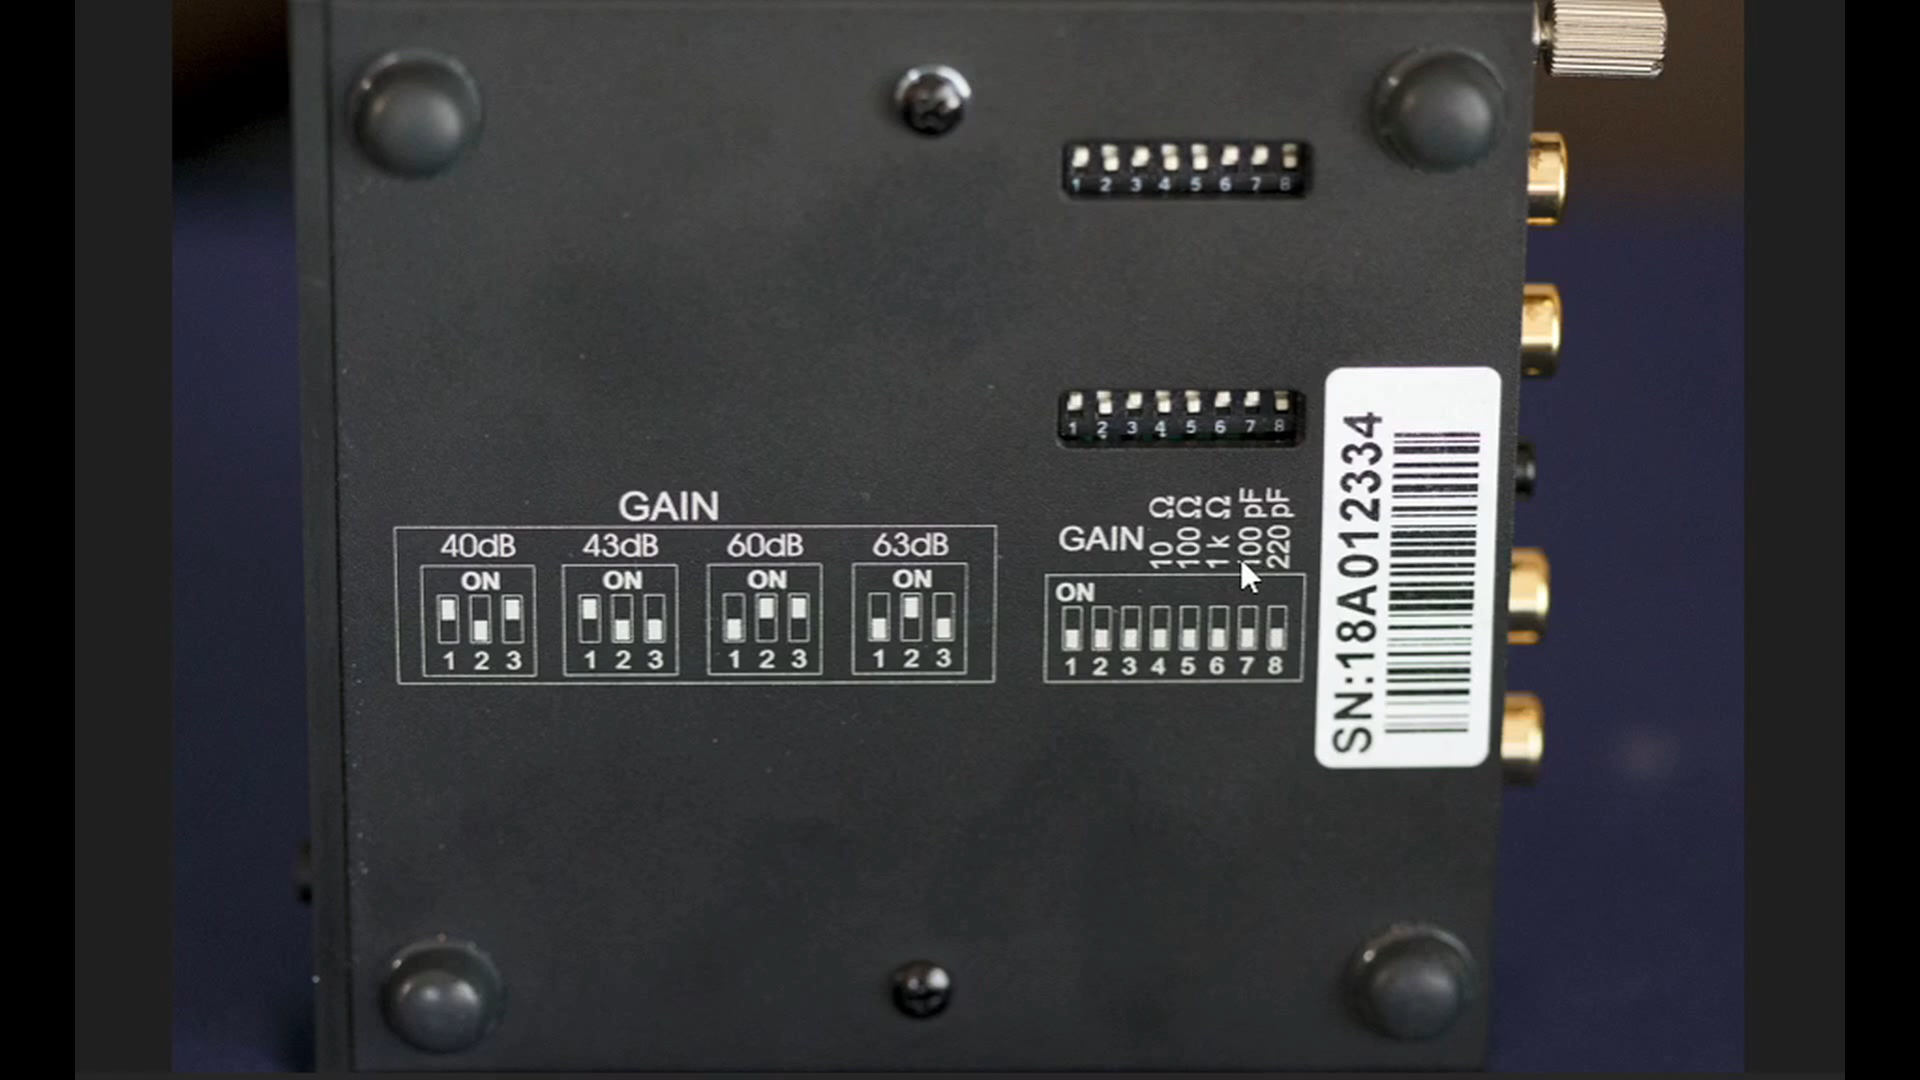 1 2 3 4 5 6 7 8
1 2 3 4 5 6 7 8
GAIN
40dB 43dB 60dB 63dB
ON ON ON ON
1 2 3 1 2 3 1 2 3 1 2 3
GAIN 10 Ω 100 Ω 1 k Ω 100 pF 220 pF
ON
1 2 3 4 5 6 7 8
SN:18A012334